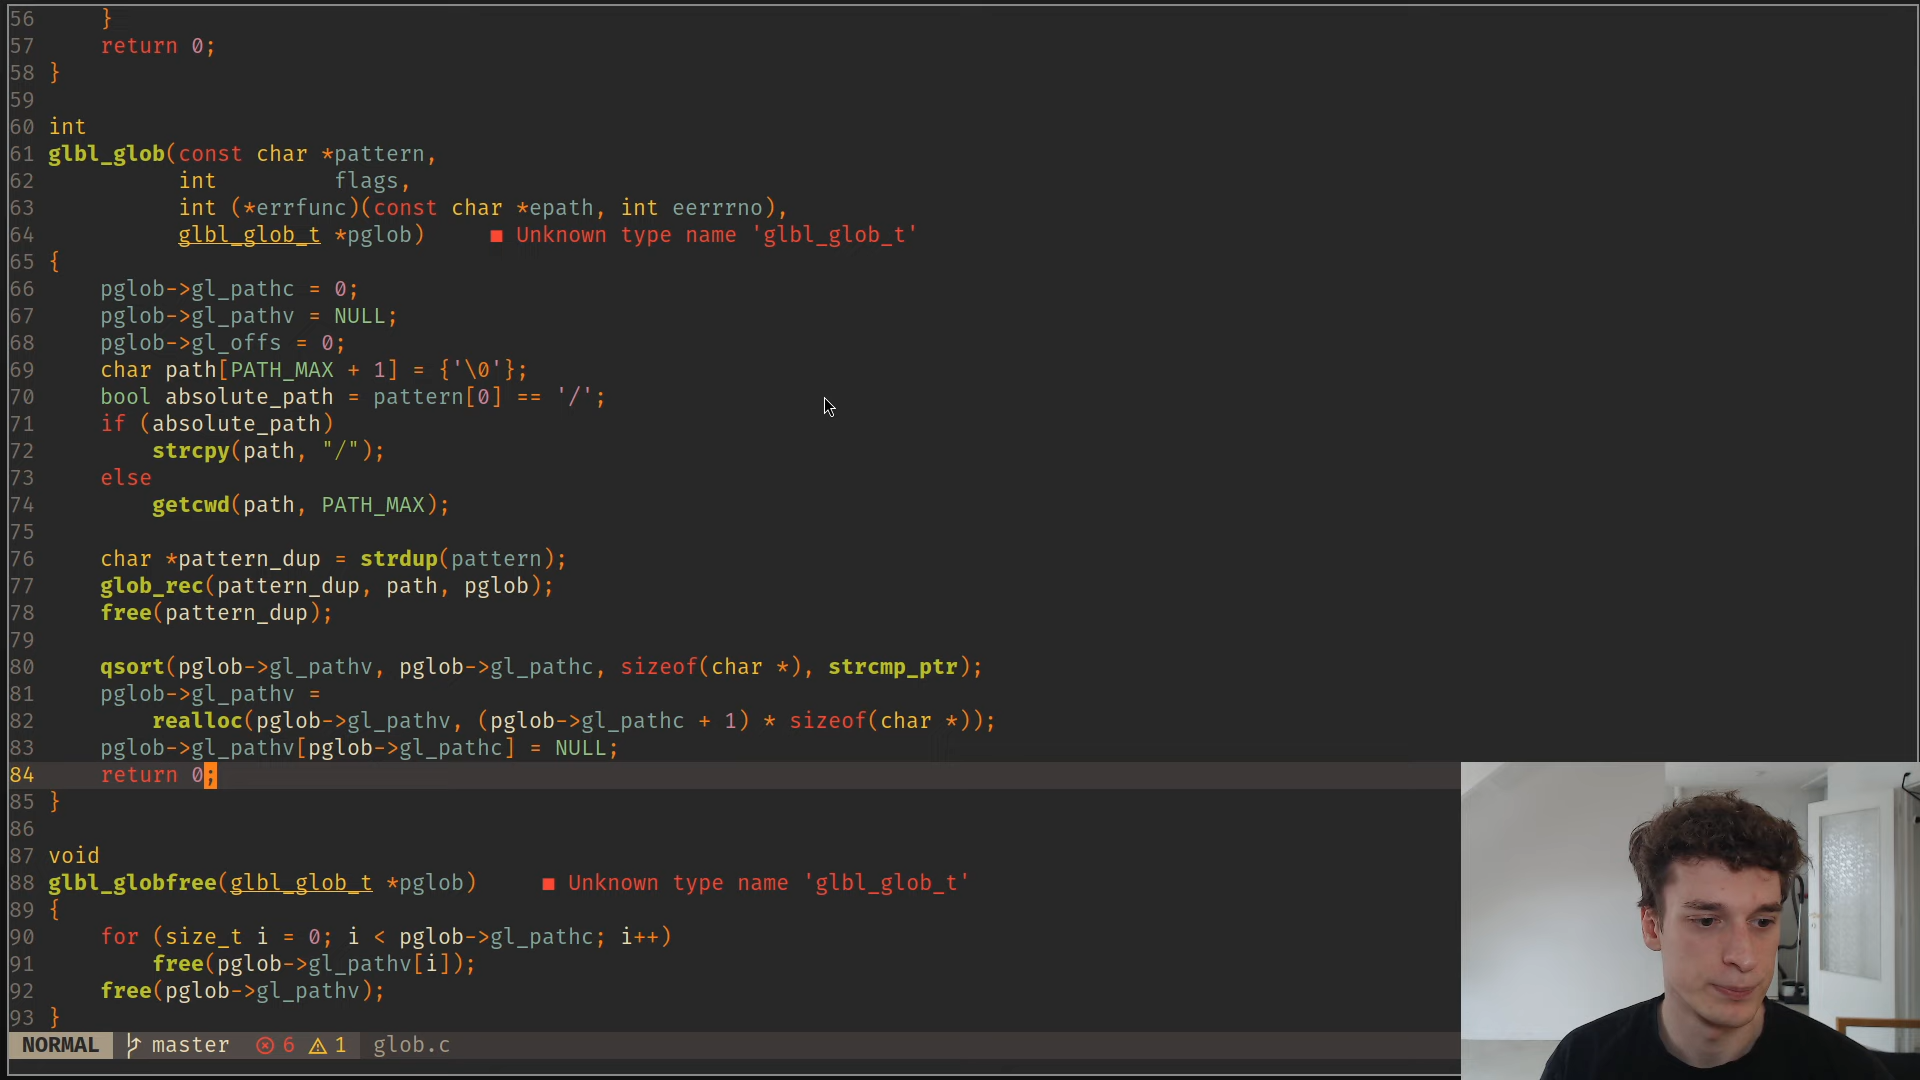 56     }
57     return 0;
58 }
59
60 int
61 glbl_glob(const char *pattern,
62           int         flags,
63           int (*errfunc)(const char *epath, int eerrrno),
64           glbl_glob_t *pglob)     ■ Unknown type name 'glbl_glob_t'
65 {
66     pglob->gl_pathc = 0;
67     pglob->gl_pathv = NULL;
68     pglob->gl_offs = 0;
69     char path[PATH_MAX + 1] = {'\0'};
70     bool absolute_path = pattern[0] == '/';
71     if (absolute_path)
72         strcpy(path, "/");
73     else
74         getcwd(path, PATH_MAX);
75
76     char *pattern_dup = strdup(pattern);
77     glob_rec(pattern_dup, path, pglob);
78     free(pattern_dup);
79
80     qsort(pglob->gl_pathv, pglob->gl_pathc, sizeof(char *), strcmp_ptr);
81     pglob->gl_pathv =
82         realloc(pglob->gl_pathv, (pglob->gl_pathc + 1) * sizeof(char *));
83     pglob->gl_pathv[pglob->gl_pathc] = NULL;
84     return 0;
85 }
86
87 void
88 glbl_globfree(glbl_glob_t *pglob)     ■ Unknown type name 'glbl_glob_t'
89 {
90     for (size_t i = 0; i < pglob->gl_pathc; i++)
91         free(pglob->gl_pathv[i]);
92     free(pglob->gl_pathv);
93 }
NORMAL master 6 1 glob.c